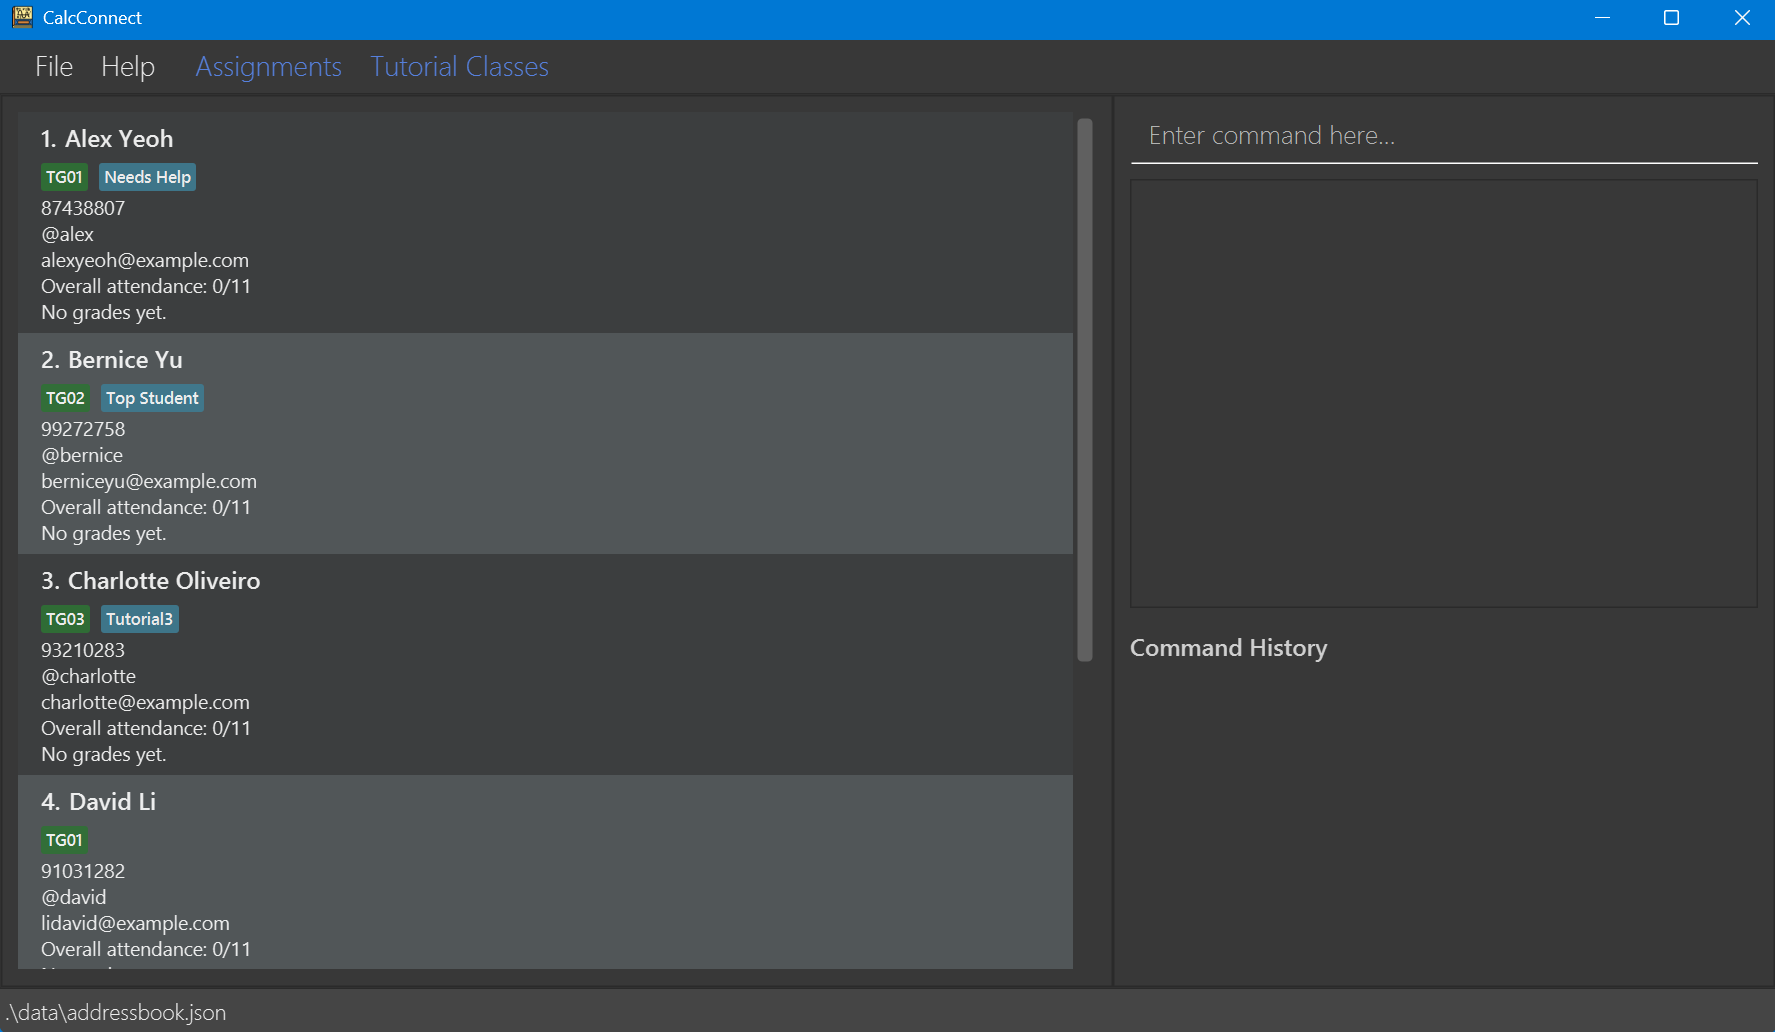 CalcConnect
File Help Assignments Tutorial Classes
1. Alex Yeoh
TG01 Needs Help
87438807
@alex
alexyeoh@example.com
Overall attendance: 0/11
No grades yet.
2. Bernice Yu
TG02 Top Student
99272758
@bernice
berniceyu@example.com
Overall attendance: 0/11
No grades yet.
3. Charlotte Oliveiro
TG03 Tutorial3
93210283
@charlotte
charlotte@example.com
Overall attendance: 0/11
No grades yet.
4. David Li
TG01
91031282
@david
lidavid@example.com
Overall attendance: 0/11
Enter command here...
Command History
.\data\addressbook.json